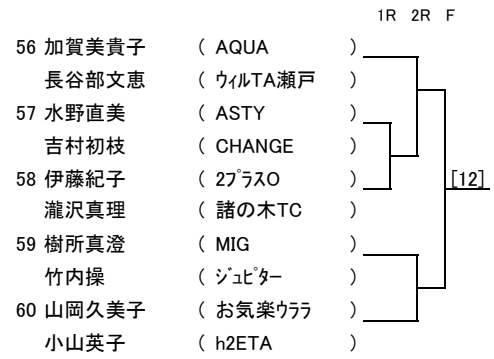 1R 2R F
56 加賀美貴子 ( AQUA )
長谷部文恵 ( ウィルTA瀬戸 )
57 水野直美 ( ASTY )
吉村初枝 ( CHANGE )
58 伊藤紀子 ( 2プラスO ) [12]
瀧沢真理 ( 諸の木TC )
59 樹所真澄 ( MIG )
竹内操 ( ジュピター )
60 山岡久美子 ( お気楽ウララ )
小山英子 ( h2ETA )